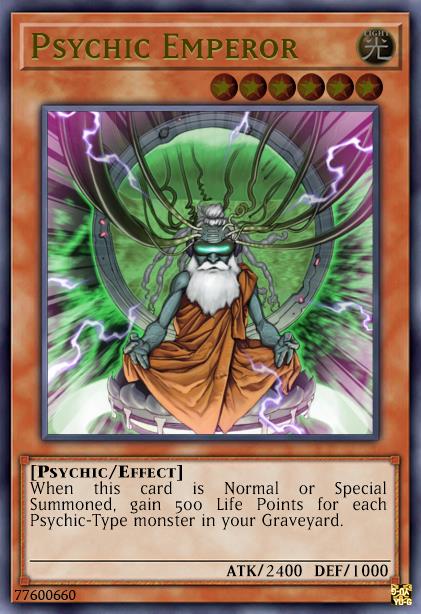 Psychic Emperor
LIGHT
光
[Psychic/Effect]
When this card is Normal or Special
Summoned, gain 500 Life Points for each
Psychic-Type monster in your Graveyard.
ATK/2400 DEF/1000
77600660